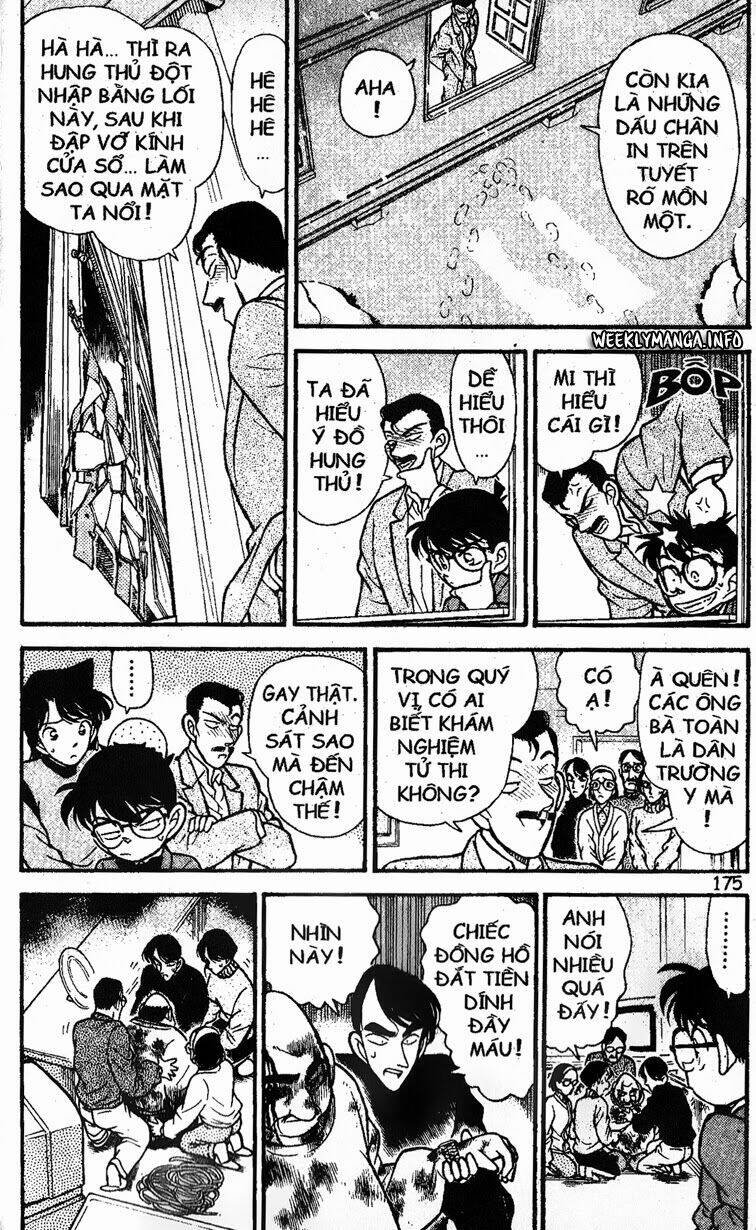 HÀ HÀ... THÌ RA
HUNG THỦ ĐỘT
NHẬP BẰNG LỐI
NÀY, SAU KHI
ĐẬP VỠ KÍNH
CỬA SỔ... LÀM
SAO QUA MẶT
TA NỔI!
HÊ
HÊ
HÊ
...
AHA
!
CÒN KIA
LÀ NHỮNG
DẤU CHÂN
IN TRÊN
TUYẾT
RÕ MỒN
MỘT.
WEEKLYMANGA.INFO
TA ĐÃ
HIỂU
Ý ĐỒ
HUNG
THỦ!
DỄ
HIỂU
THÔI
...
MI THÌ
HIỂU
CÁI GÌ!
BỐP
.....
GAY THẬT.
CẢNH
SÁT SAO
MÀ ĐẾN
CHẬM
THẾ!
TRONG QUÝ
VỊ CÓ AI
BIẾT KHÁM
NGHIỆM
TỬ THI
KHÔNG?
CÓ
Ạ!
À QUÊN!
CÁC ÔNG
BÀ TOÀN
LÀ DÂN
TRƯỜNG
Y MÀ
!
175
NHÌN
NÀY!
CHIẾC
ĐỒNG HỒ
ĐẮT TIỀN
DÍNH
ĐẦY
MÁU!
ANH
NÓI
NHIỀU
QUÁ
ĐẤY!
........